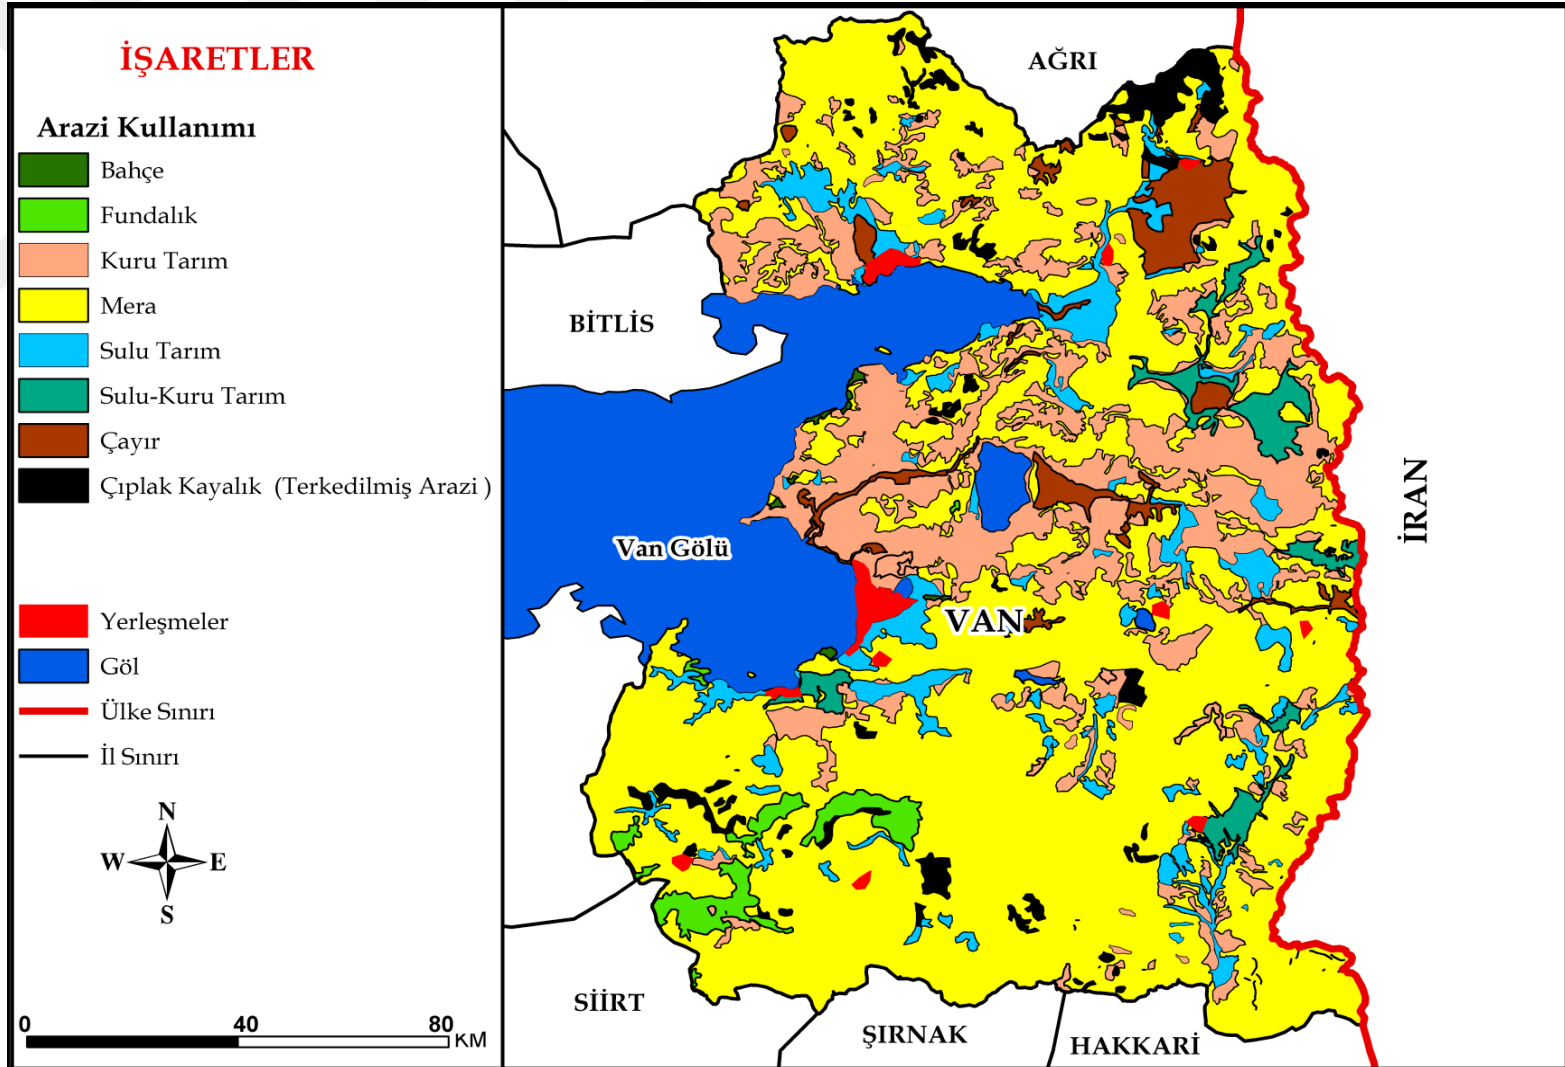 İŞARETLER
Arazi Kullanımı
Bahçe
Fundalık
Kuru Tarım
Mera
Sulu Tarım
Sulu-Kuru Tarım
Çayır
Çıplak Kayalık (Terkedilmiş Arazi )
Yerleşmeler
Göl
Ülke Sınırı
İl Sınırı
N
W E
S
0 40 80
KM
AĞRI
BİTLİS
İRAN
Van Gölü
VAN
SİİRT
ŞIRNAK
HAKKARİ